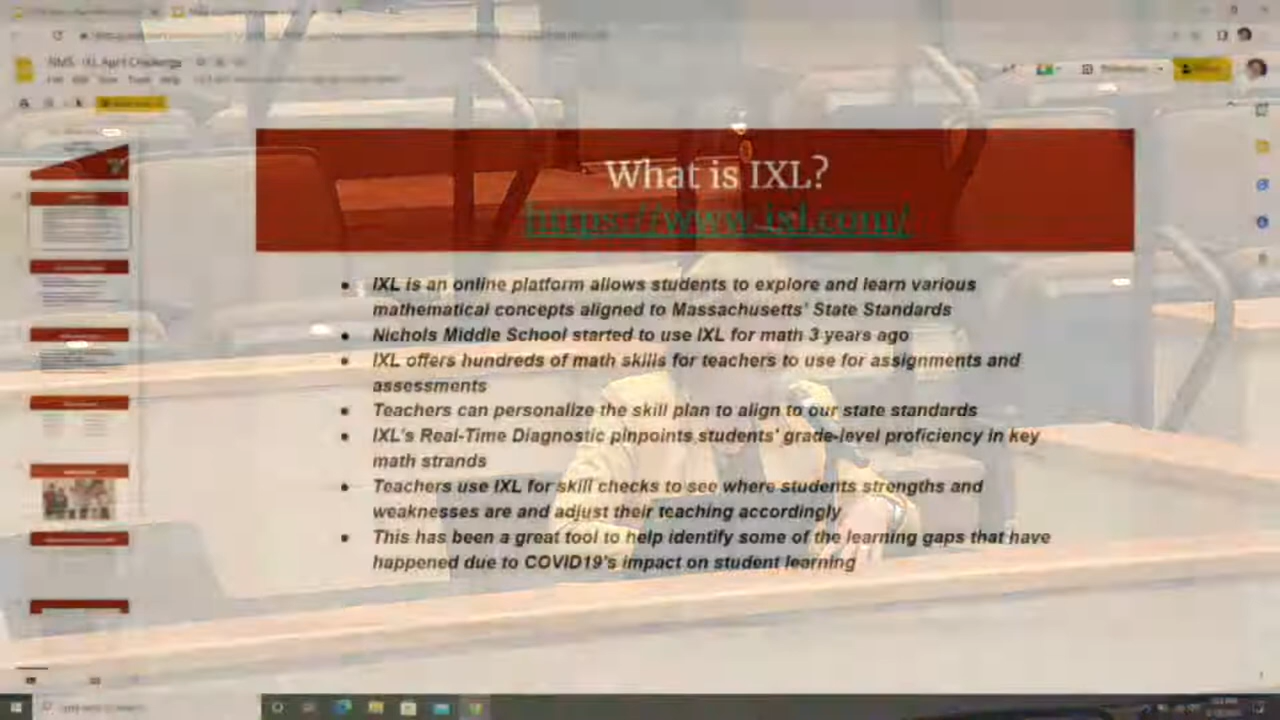 NMS IXL April Challenge
What is IXL?
https://www.ixl.com/
IXL is an online platform allows students to explore and learn various
mathematical concepts aligned to Massachusetts' State Standards
Nichols Middle School started to use IXL for math 3 years ago
IXL offers hundreds of math skills for teachers to use for assignments and
assessments
Teachers can personalize the skill plan to align to our state standards
IXL's Real-Time Diagnostic pinpoints students' grade-level proficiency in key
math strands
Teachers use IXL for skill checks to see where students strengths and
weaknesses are and adjust their teaching accordingly
This has been a great tool to help identify some of the learning gaps that have
happened due to COVID19's impact on student learning